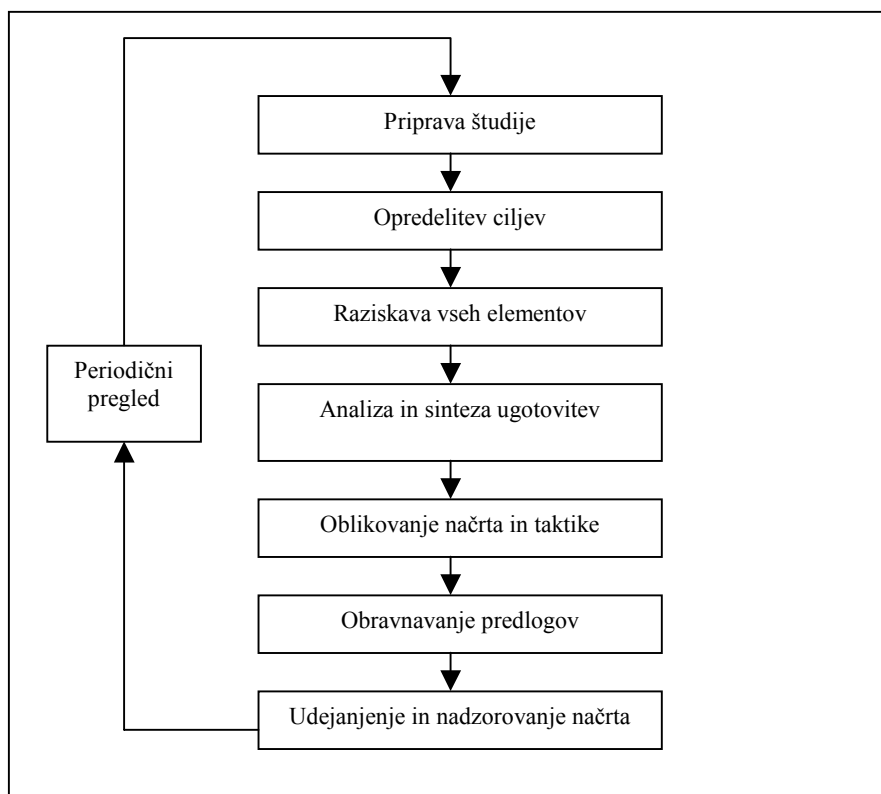 Priprava študije
Opredelitev ciljev
Raziskava vseh elementov
Periodični
pregled
Analiza in sinteza ugotovitev
Oblikovanje načrta in taktike
Obravnavanje predlogov
Udejanjenje in nadzorovanje načrta